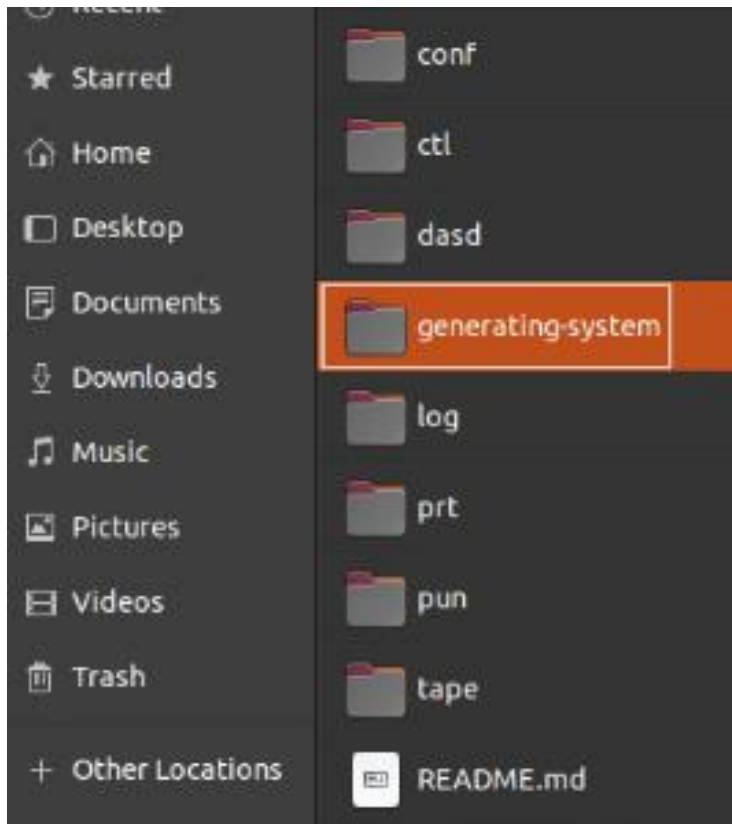 Recent
Starred
Home
Desktop
Documents
Downloads
Music
Pictures
Videos
Trash
Other Locations
conf
ctl
dasd
generating-system
log
prt
pun
tape
README.md